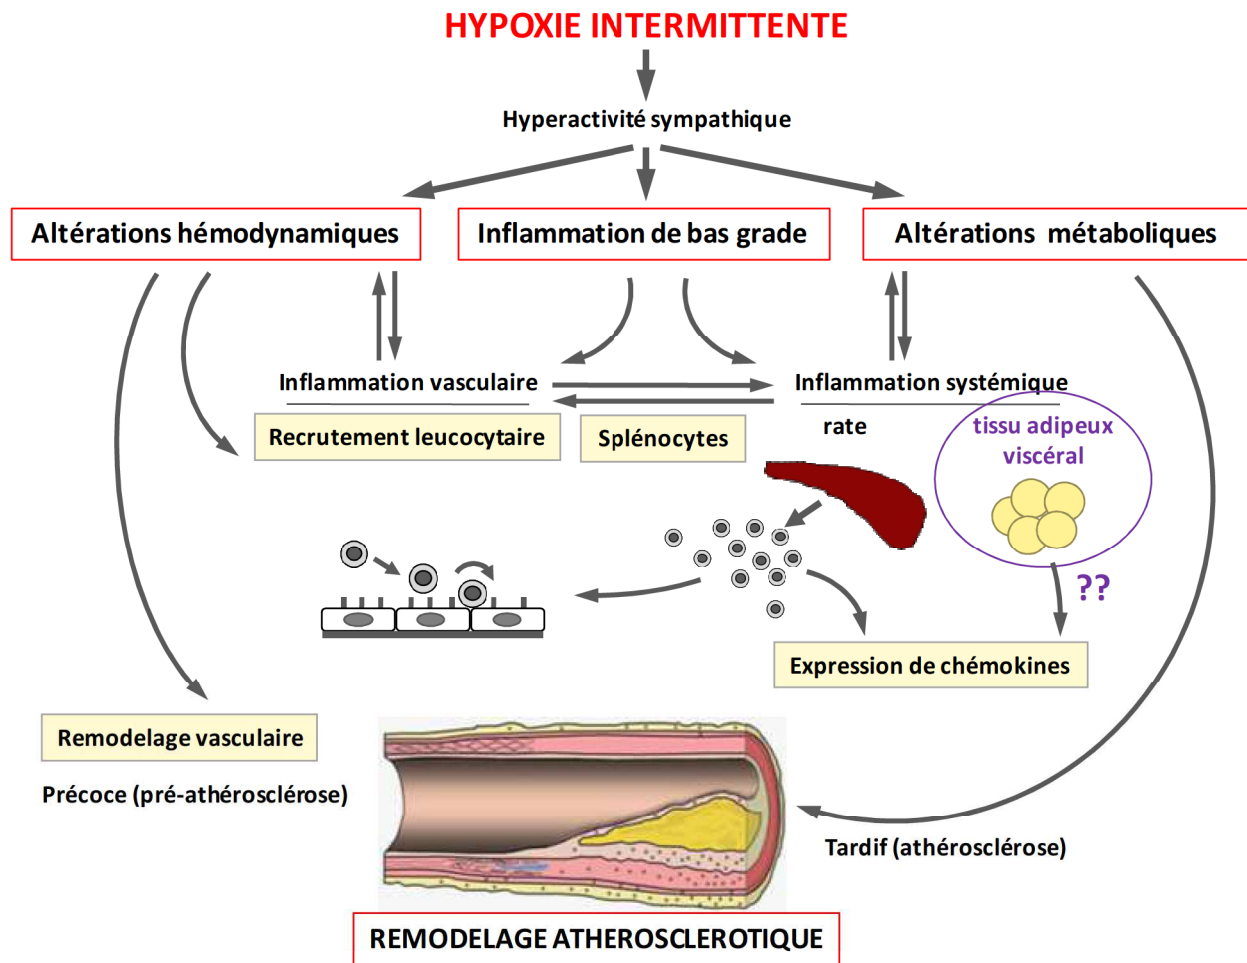 HYPOXIE INTERMITTENTE
Hyperactivité sympathique
Altérations hémodynamiques
Inflammation de bas grade
Altérations métaboliques
Inflammation vasculaire
Inflammation systémique
Recrutement leucocytaire
Splénocytes
rate
tissu adipeux
viscéral
??
Expression de chémokines
Remodelage vasculaire
Précoce (pré-athérosclérose)
Tardif (athérosclérose)
REMODELAGE ATHEROSCLEROTIQUE